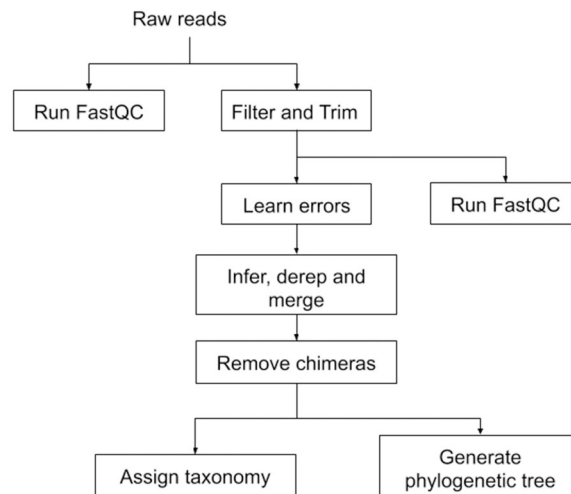 Raw reads
Run FastQC
Filter and Trim
Learn errors
Run FastQC
Infer, derep and
merge
Remove chimeras
Assign taxonomy
Generate
phylogenetic tree